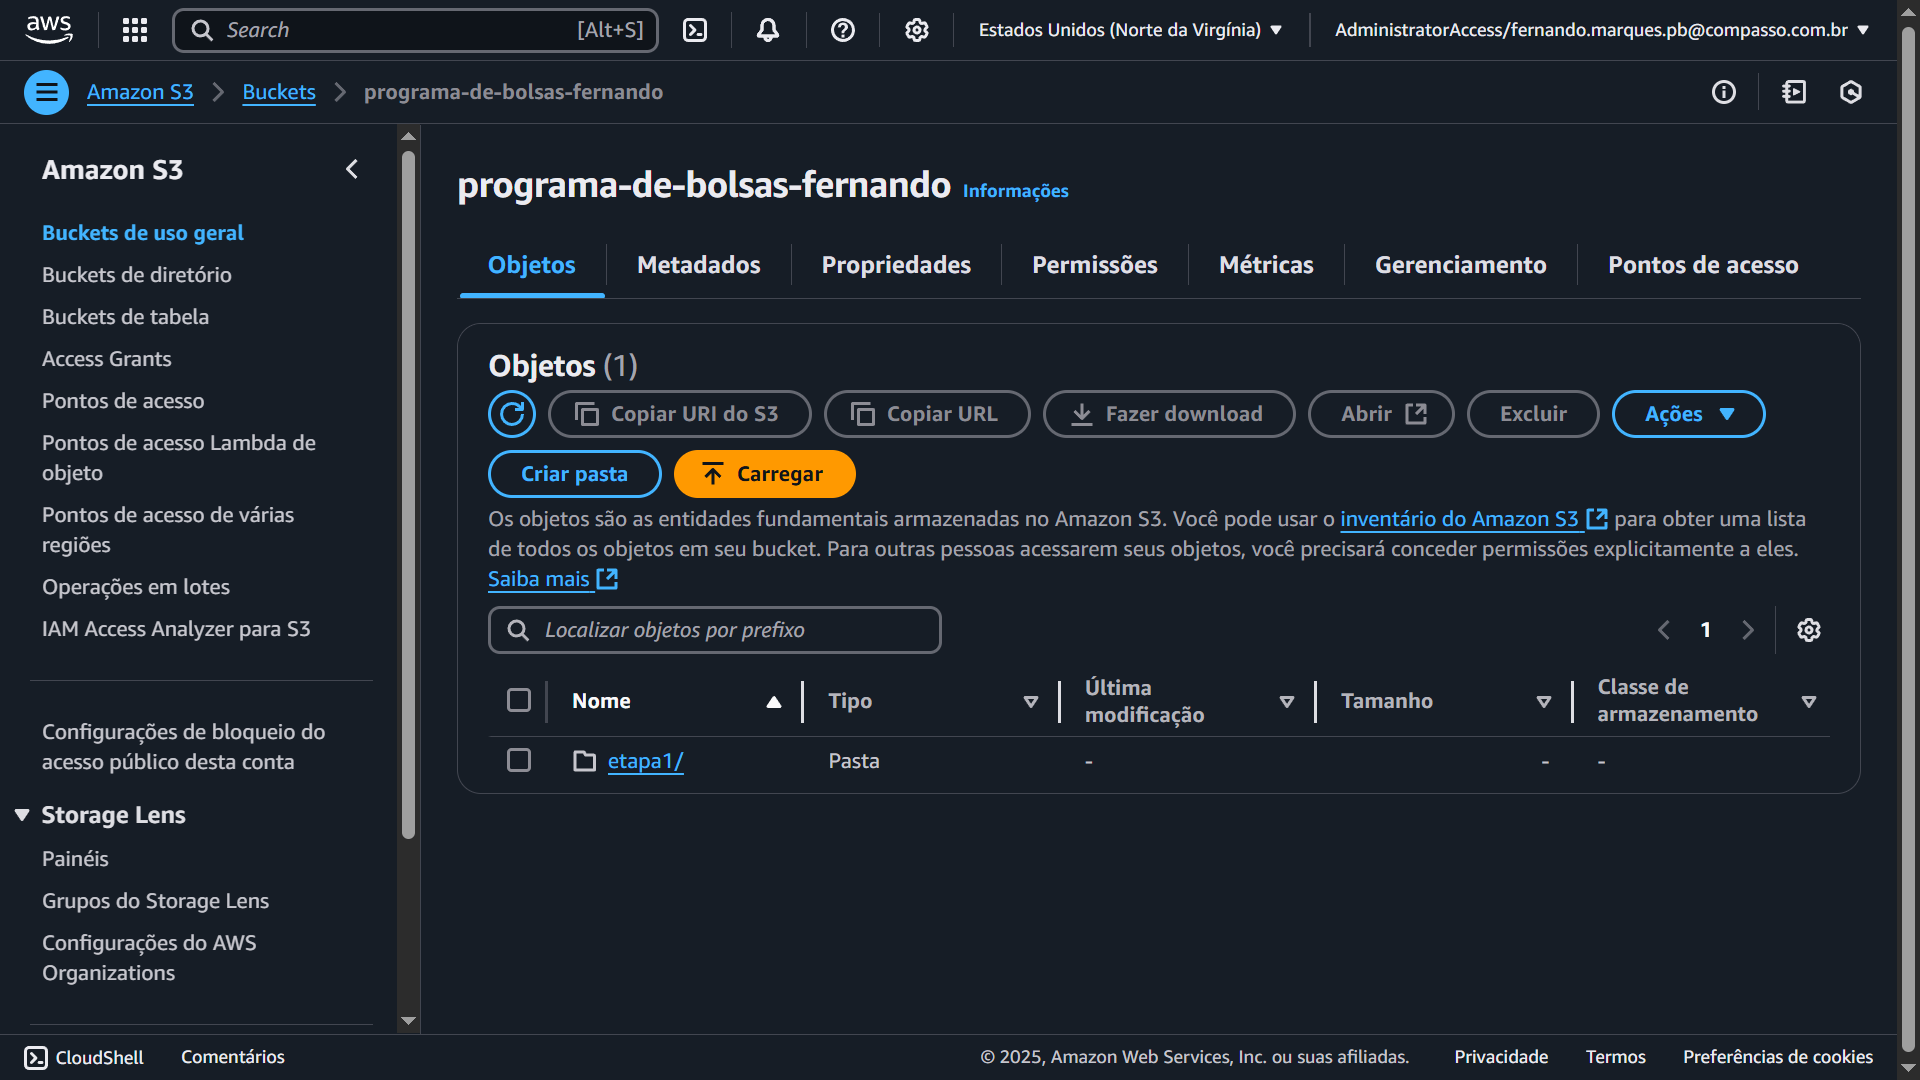 aws
Search
[Alt+S]
Estados Unidos (Norte da Virgínia)
AdministratorAccess/fernando.marques.pb@compasso.com.br
Amazon S3
Buckets
programa-de-bolsas-fernando
Amazon S3
Buckets de uso geral
Buckets de diretório
Buckets de tabela
Access Grants
Pontos de acesso
Pontos de acesso Lambda de
objeto
Pontos de acesso de várias
regiões
Operações em lotes
IAM Access Analyzer para S3
Configurações de bloqueio do
acesso público desta conta
Storage Lens
Painéis
Grupos do Storage Lens
Configurações do AWS
Organizations
programa-de-bolsas-fernando Informações
Objetos
Metadados
Propriedades
Permissões
Métricas
Gerenciamento
Pontos de acesso
Objetos (1)
Copiar URI do S3
Copiar URL
Fazer download
Abrir
Excluir
Ações
Criar pasta
Carregar
Os objetos são as entidades fundamentais armazenadas no Amazon S3. Você pode usar o inventário do Amazon S3 para obter uma lista
de todos os objetos em seu bucket. Para outras pessoas acessarem seus objetos, você precisará conceder permissões explicitamente a eles.
Saiba mais
Localizar objetos por prefixo
1
Nome
Tipo
Última
modificação
Tamanho
Classe de
armazenamento
etapa1/
Pasta
-
-
-
CloudShell
Comentários
© 2025, Amazon Web Services, Inc. ou suas afiliadas.
Privacidade
Termos
Preferências de cookies